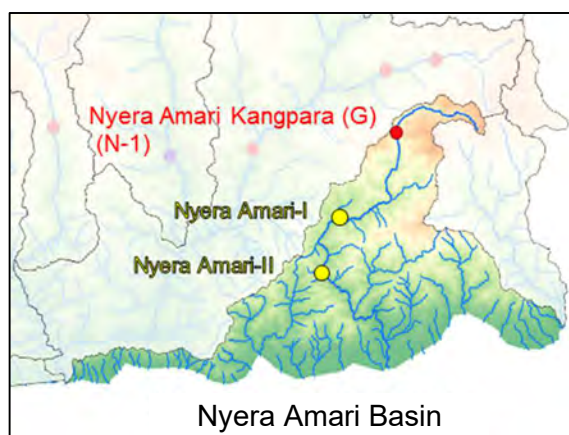 Nyera Amari Kangpara (G)
(N-1)
Nyera Amari-I
Nyera Amari-II
Nyera Amari Basin